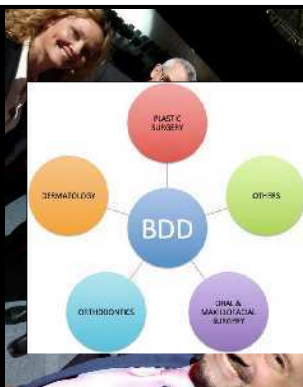 PLASTIC
SURGERY
DERMATOLOGY
OTHERS
BDD
ORTHODONTICS
ORAL &
MAXILLOFACIAL
SURGERY